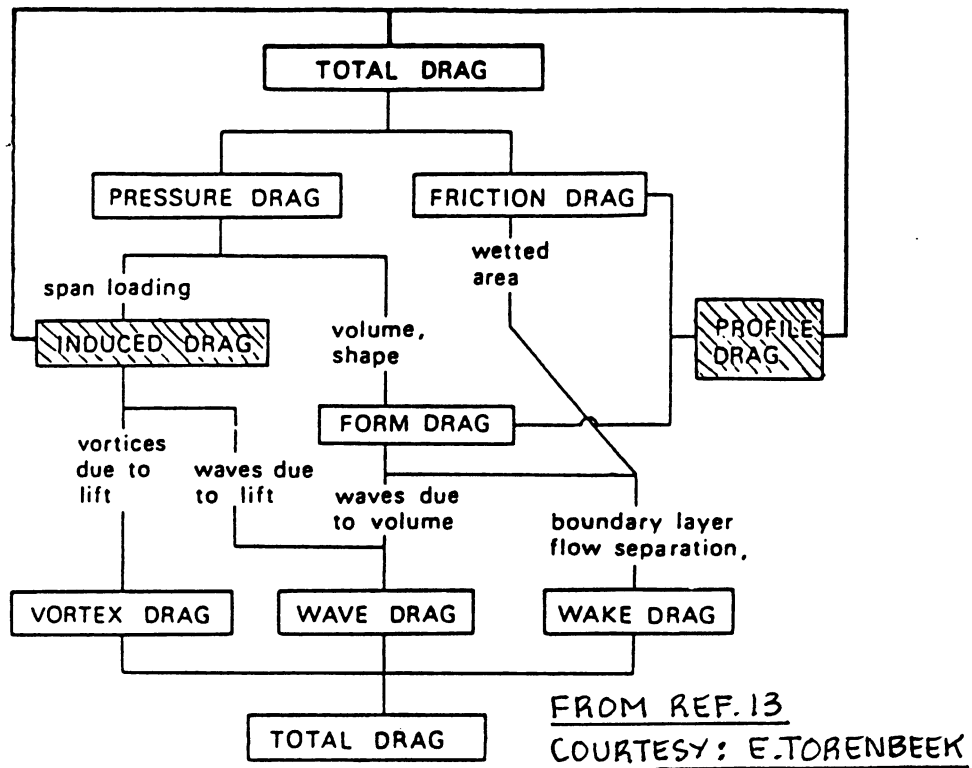 TOTAL DRAG
PRESSURE DRAG
FRICTION DRAG
wetted
area
span loading
INDUCED DRAG
volume,
shape
PROFILE
DRAG
FORM DRAG
vortices
due to
lift
waves due
to lift
waves due
to volume
boundary layer
flow separation,
VORTEX DRAG
WAVE DRAG
WAKE DRAG
TOTAL DRAG
FROM REF. 13
COURTESY: E. TORENBEEK